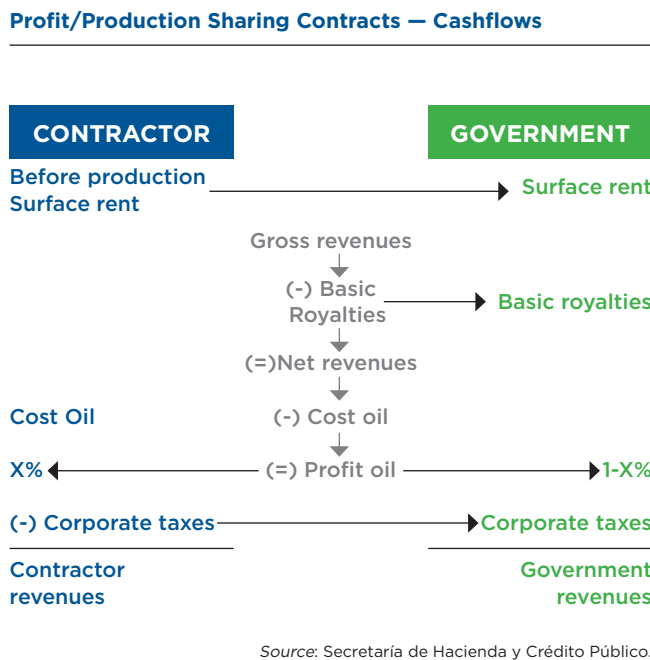 Profit/Production Sharing Contracts — Cashflows
CONTRACTOR
GOVERNMENT
Before production
Surface rent
Surface rent
Gross revenues
(-) Basic
Royalties
Basic royalties
(=)Net revenues
Cost Oil
(-) Cost oil
X%
(=) Profit oil
1-X%
(-) Corporate taxes
Corporate taxes
Contractor
revenues
Government
revenues
Source: Secretaría de Hacienda y Crédito Público.